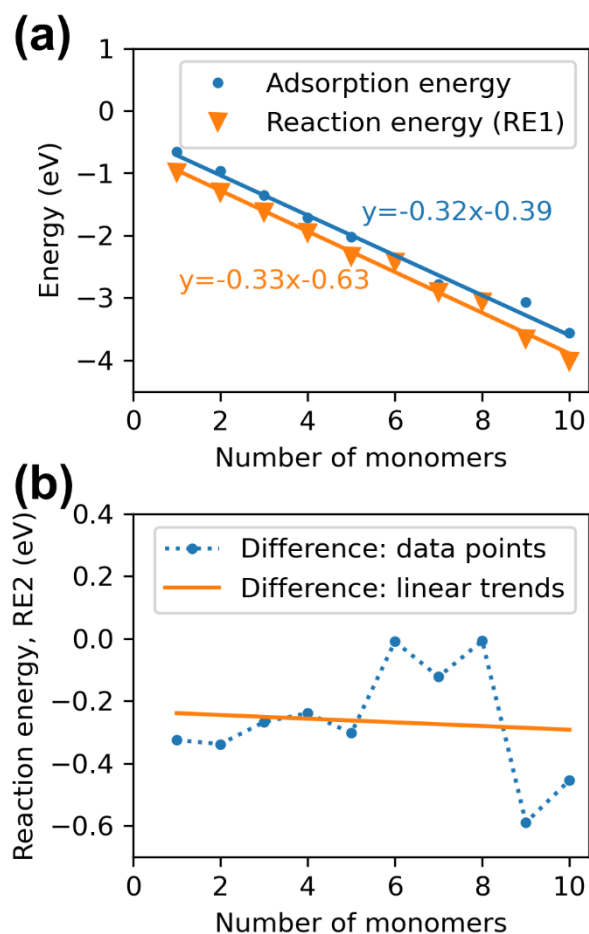 (a)
1
0
−1
−2
−3
−4
Energy (eV)
Adsorption energy
Reaction energy (RE1)
y=-0.32x-0.39
y=-0.33x-0.63
0 2 4 6 8 10
Number of monomers
(b)
0.4
0.2
0.0
−0.2
−0.4
−0.6
Reaction energy, RE2 (eV)
Difference: data points
Difference: linear trends
0 2 4 6 8 10
Number of monomers